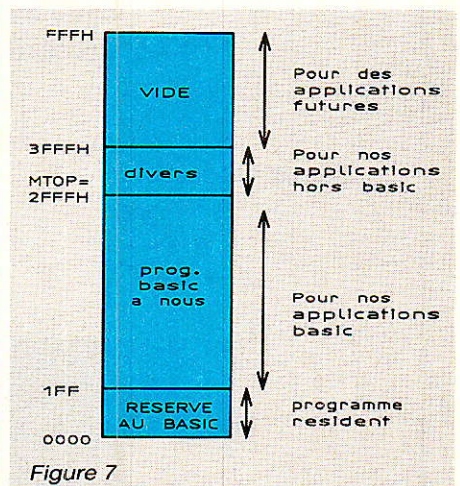 FFFH
VIDE
Pour des
applications
futures
3FFFH
divers
Pour nos
applications
hors basic
MTOP=
2FFFH
prog.
basic
a nous
Pour nos
applications
basic
1FF
RESERVE
AU BASIC
programme
resident
0000
Figure 7